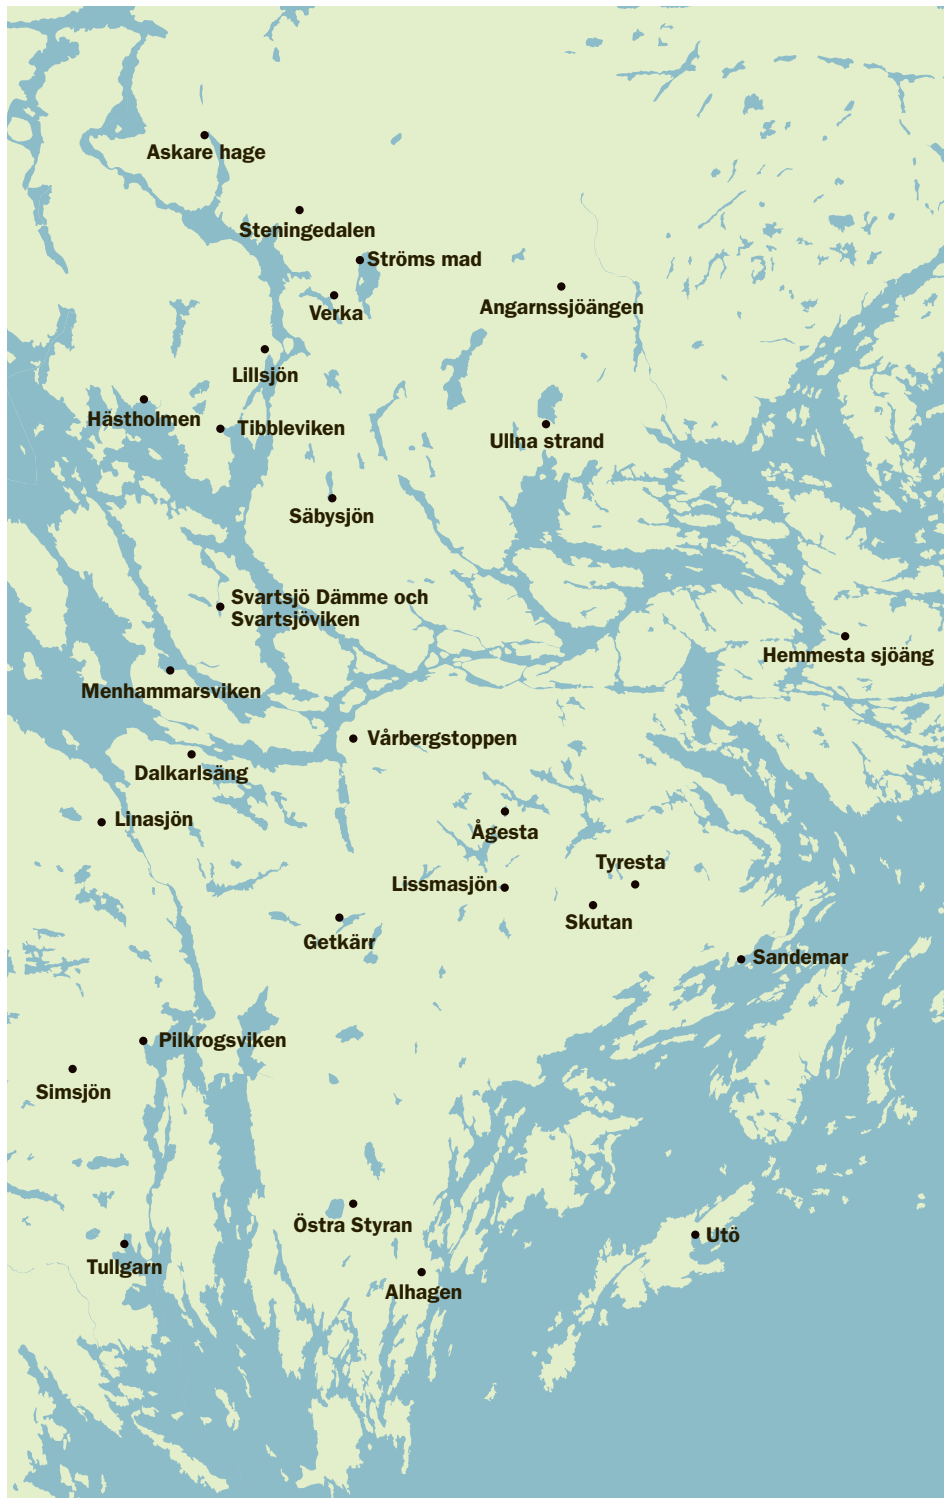 Askare hage
Steningedalen
Ströms mad
Verka
Angarnssjöängen
Lillsjön
Hästholmen
Tibbleviken
Ullna strand
Säbysjön
Svartsjö Dämme och
Svartsjöviken
Hemmesta sjöäng
Menhammarsviken
Vårbergstoppen
Dalkarlsäng
Linasjön
Ågesta
Tyresta
Lissmasjön
Skutan
Getkärr
Sandemar
Pilkrogsviken
Simsjön
Östra Styran
Utö
Tullgarn
Alhagen